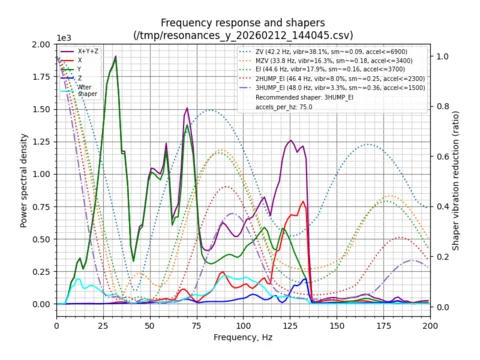 Frequency response and shapers
(/tmp/resonances_y_20260212_144045.csv)
1e3
2.00
1.75
1.50
1.25
1.00
0.75
0.50
0.25
0.00
Power spectral density
X+Y+Z
X
Y
Z
After
shaper
ZV (42.2 Hz, vibr=38.1%, sm~=0.09, accel<=6900)
MZV (33.8 Hz, vibr=16.3%, sm~=0.18, accel<=3400)
EI (44.6 Hz, vibr=17.9%, sm~=0.16, accel<=3700)
2HUMP_EI (46.4 Hz, vibr=8.0%, sm~=0.25, accel<=2300)
3HUMP_EI (48.0 Hz, vibr=3.3%, sm~=0.36, accel<=1500)
Recommended shaper: 3HUMP_EI
accels_per_hz: 75.0
1.0
0.8
0.6
0.4
0.2
0.0
Shaper vibration reduction (ratio)
0 25 50 75 100 125 150 175 200
Frequency, Hz